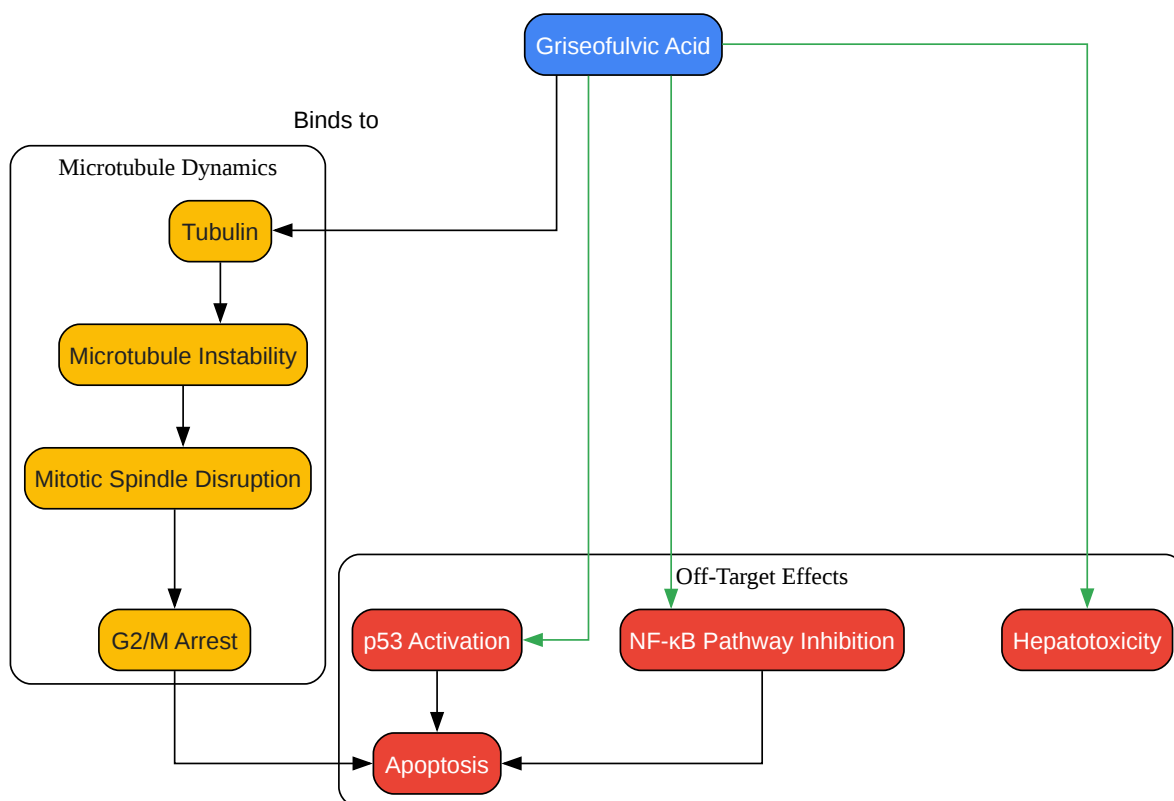 Griseofulvic Acid
Binds to
Microtubule Dynamics
Tubulin
Microtubule Instability
Mitotic Spindle Disruption
G2/M Arrest
Off-Target Effects
p53 Activation
NF-κB Pathway Inhibition
Hepatotoxicity
Apoptosis